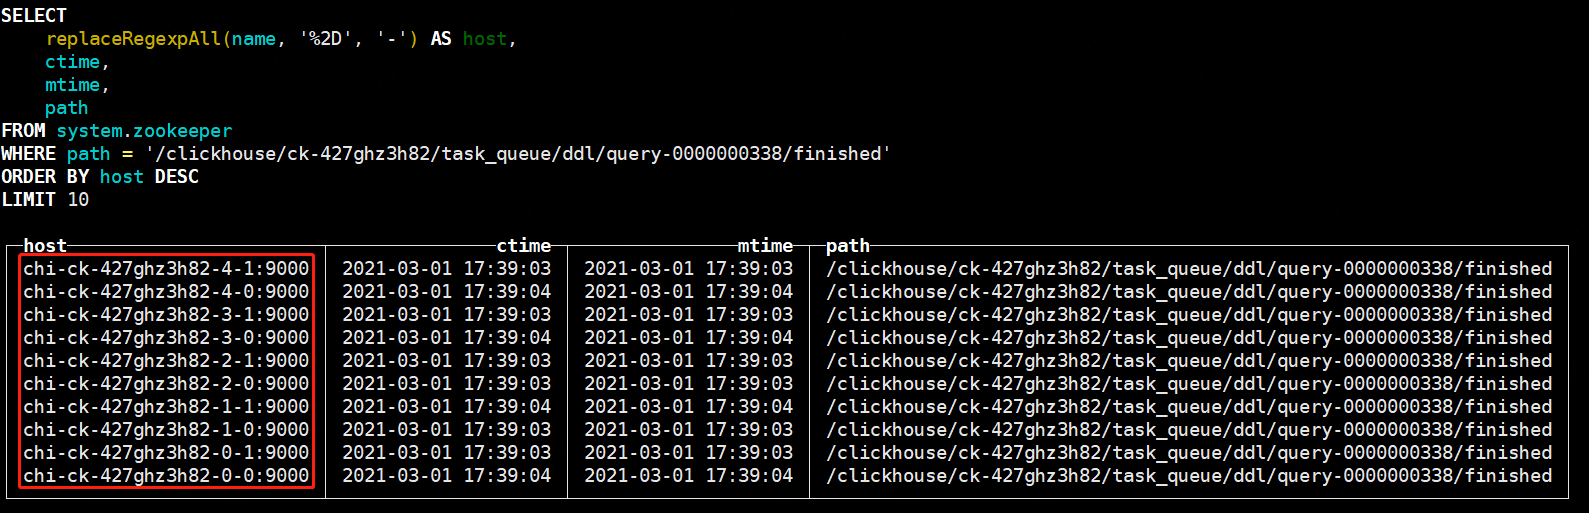 SELECT
    replaceRegexpAll(name, '%2D', '-') AS host,
    ctime,
    mtime,
    path
FROM system.zookeeper
WHERE path = '/clickhouse/ck-427ghz3h82/task_queue/ddl/query-0000000338/finished'
ORDER BY host DESC
LIMIT 10
host ctime mtime path
chi-ck-427ghz3h82-4-1:9000 2021-03-01 17:39:03 2021-03-01 17:39:03 /clickhouse/ck-427ghz3h82/task_queue/ddl/query-0000000338/finished
chi-ck-427ghz3h82-4-0:9000 2021-03-01 17:39:04 2021-03-01 17:39:04 /clickhouse/ck-427ghz3h82/task_queue/ddl/query-0000000338/finished
chi-ck-427ghz3h82-3-1:9000 2021-03-01 17:39:03 2021-03-01 17:39:03 /clickhouse/ck-427ghz3h82/task_queue/ddl/query-0000000338/finished
chi-ck-427ghz3h82-3-0:9000 2021-03-01 17:39:04 2021-03-01 17:39:04 /clickhouse/ck-427ghz3h82/task_queue/ddl/query-0000000338/finished
chi-ck-427ghz3h82-2-1:9000 2021-03-01 17:39:03 2021-03-01 17:39:03 /clickhouse/ck-427ghz3h82/task_queue/ddl/query-0000000338/finished
chi-ck-427ghz3h82-2-0:9000 2021-03-01 17:39:03 2021-03-01 17:39:03 /clickhouse/ck-427ghz3h82/task_queue/ddl/query-0000000338/finished
chi-ck-427ghz3h82-1-1:9000 2021-03-01 17:39:04 2021-03-01 17:39:04 /clickhouse/ck-427ghz3h82/task_queue/ddl/query-0000000338/finished
chi-ck-427ghz3h82-1-0:9000 2021-03-01 17:39:03 2021-03-01 17:39:03 /clickhouse/ck-427ghz3h82/task_queue/ddl/query-0000000338/finished
chi-ck-427ghz3h82-0-1:9000 2021-03-01 17:39:03 2021-03-01 17:39:03 /clickhouse/ck-427ghz3h82/task_queue/ddl/query-0000000338/finished
chi-ck-427ghz3h82-0-0:9000 2021-03-01 17:39:04 2021-03-01 17:39:04 /clickhouse/ck-427ghz3h82/task_queue/ddl/query-0000000338/finished